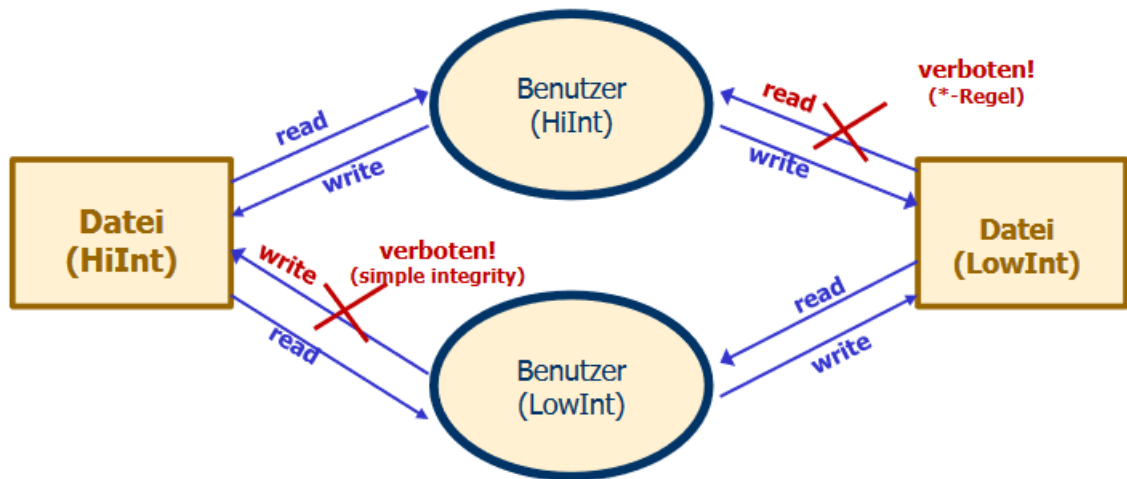 Benutzer
(HiInt)
verboten!
(*-Regel)
read
read
write
write
Datei
(HiInt)
Datei
(LowInt)
write
verboten!
(simple integrity)
read
read
write
Benutzer
(LowInt)